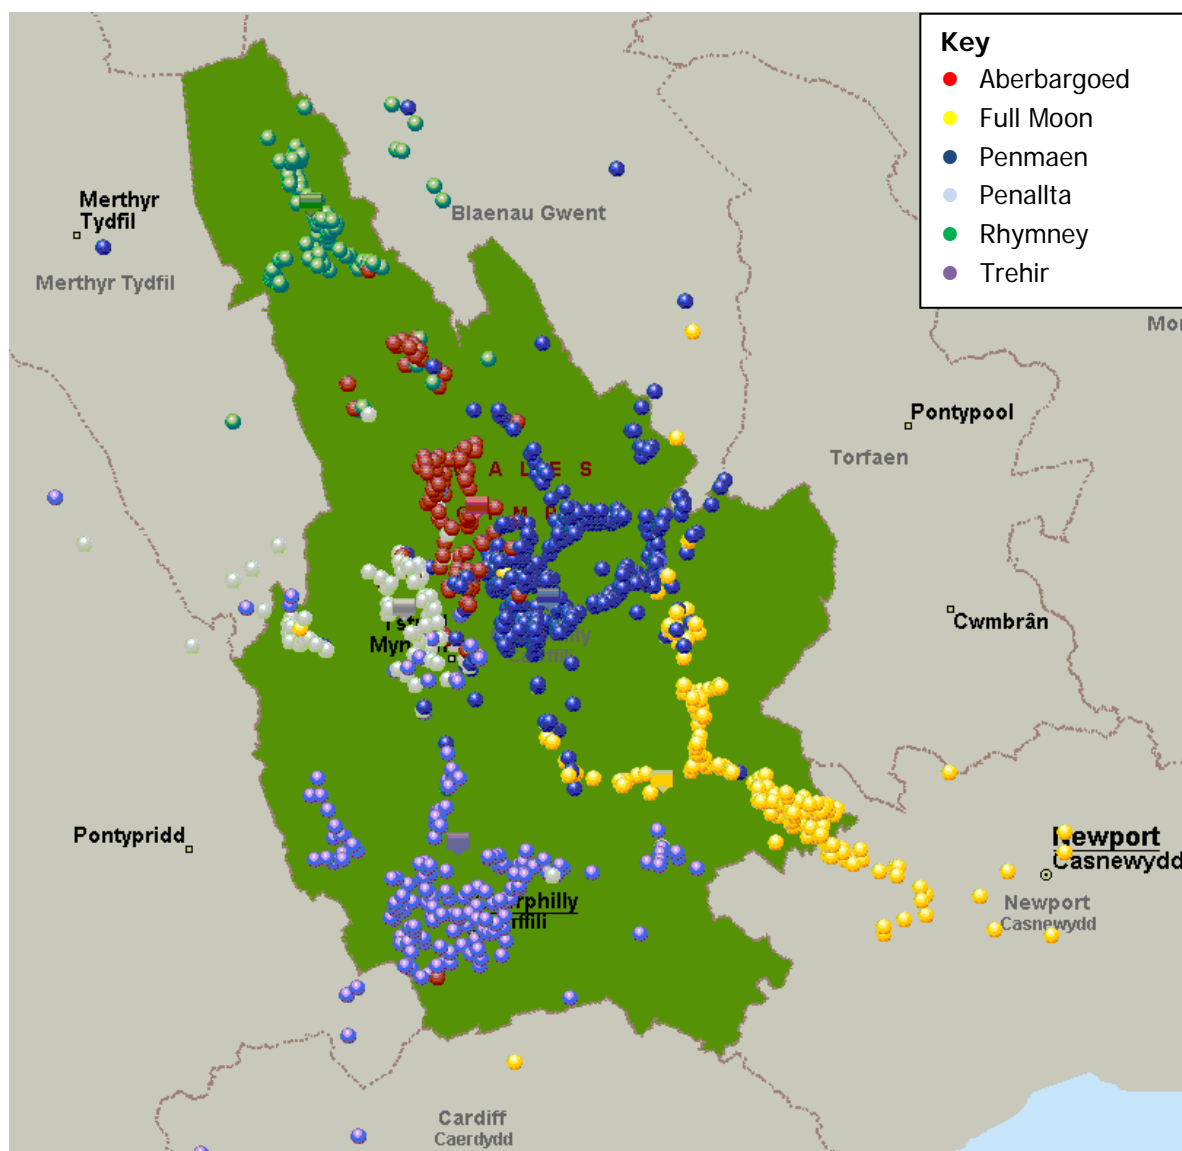 Key
Aberbargoed
Full Moon
Penmaen
Penallta
Rhymney
Trehir
Merthyr
Tydfil
Merthyr Tydfil
Blaenau Gwent
Pontypool
Torfaen
A L E S
Cwmbrân
Pontypridd
Newport
Casnewydd
Newport
Casnewydd
Cardiff
Caerdydd